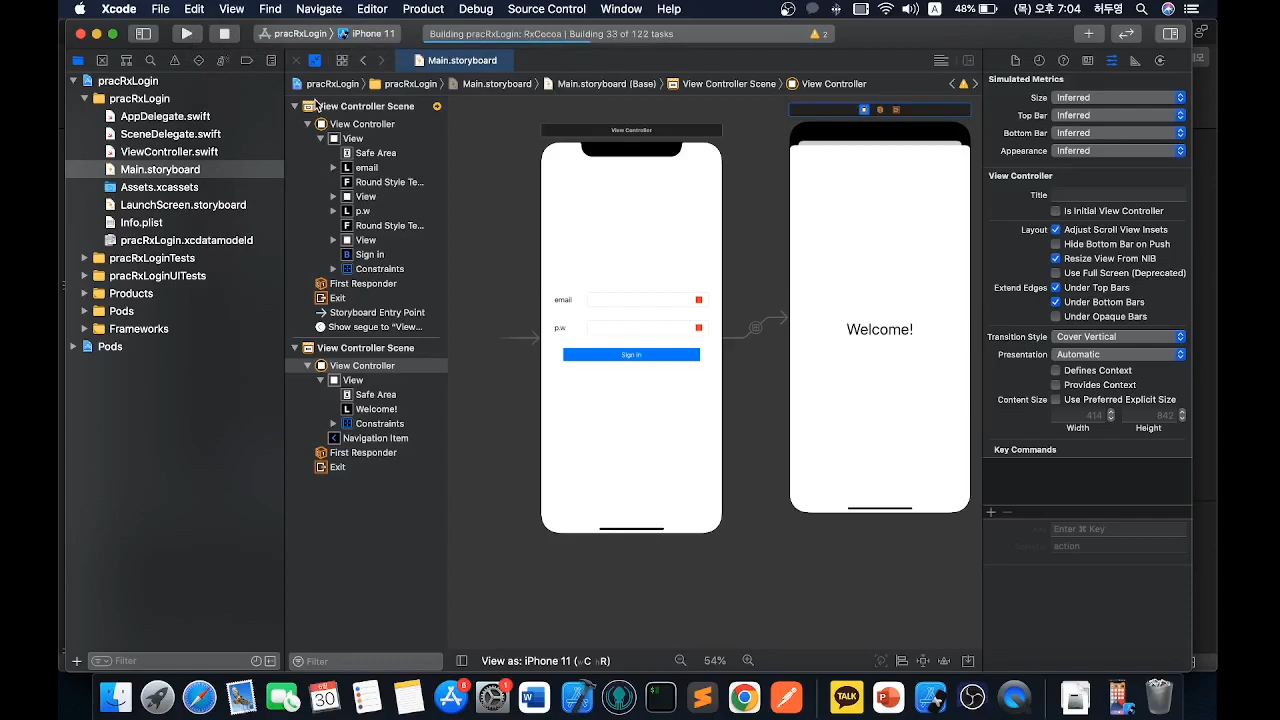 Xcode File Edit View Find Navigate Editor Product Debug Source Control Window Help A 48% (목)오후 7:04 허두영
pracRxLogin 〉 iPhone 11 Building pracRxLogin: RxCocoa | Building 33 of 122 tasks 2
Main.storyboard
pracRxLogin 〉 pracRxLogin 〉 Main.storyboard 〉 Main.storyboard (Base) 〉 View Controller Scene 〉 View Controller
pracRxLogin
pracRxLogin
AppDelegate.swift
SceneDelegate.swift
ViewController.swift
Main.storyboard
Assets.xcassets
LaunchScreen.storyboard
Info.plist
pracRxLogin.xcdatamodeld
pracRxLoginTests
pracRxLoginUITests
Products
Pods
Frameworks
Pods
Filter
View Controller Scene
View Controller
View
Safe Area
L email
F Round Style Te...
View
L p.w
F Round Style Te...
View
B Sign in
Constraints
First Responder
Exit
Storyboard Entry Point
Show segue to "View...
View Controller Scene
View Controller
View
Safe Area
L Welcome!
Constraints
Navigation Item
First Responder
Exit
Filter
View Controller
email
p.w
Sign in
Welcome!
View as: iPhone 11 (wC hR)
54%
Simulated Metrics
Size Inferred
Top Bar Inferred
Bottom Bar Inferred
Appearance Inferred
View Controller
Title
Is Initial View Controller
Layout Adjust Scroll View Insets
Hide Bottom Bar on Push
Resize View From NIB
Use Full Screen (Deprecated)
Extend Edges Under Top Bars
Under Bottom Bars
Under Opaque Bars
Transition Style Cover Vertical
Presentation Automatic
Defines Context
Provides Context
Content Size Use Preferred Explicit Size
414 842
Width Height
Key Commands
Key Enter ⌘ Key
action
30
6
1
W
TALK
P